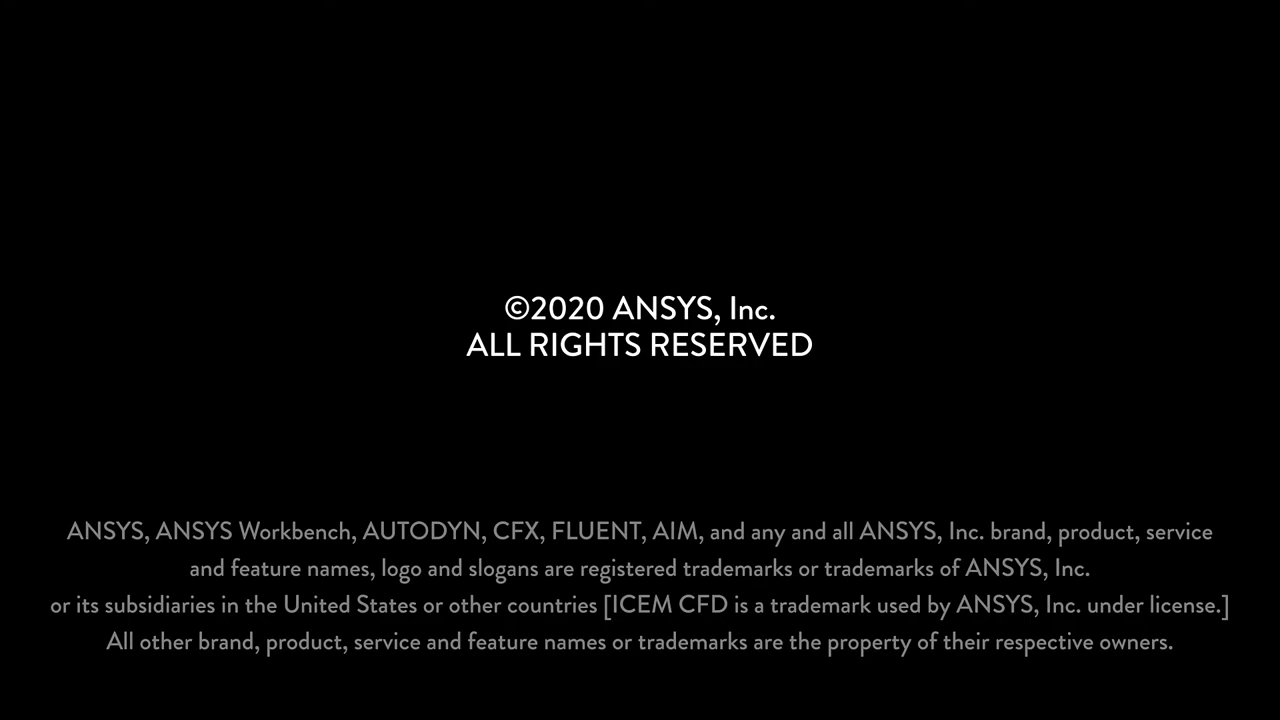 ©2020 ANSYS, Inc.
ALL RIGHTS RESERVED
ANSYS, ANSYS Workbench, AUTODYN, CFX, FLUENT, AIM, and any and all ANSYS, Inc. brand, product, service
and feature names, logo and slogans are registered trademarks or trademarks of ANSYS, Inc.
or its subsidiaries in the United States or other countries [ICEM CFD is a trademark used by ANSYS, Inc. under license.]
All other brand, product, service and feature names or trademarks are the property of their respective owners.